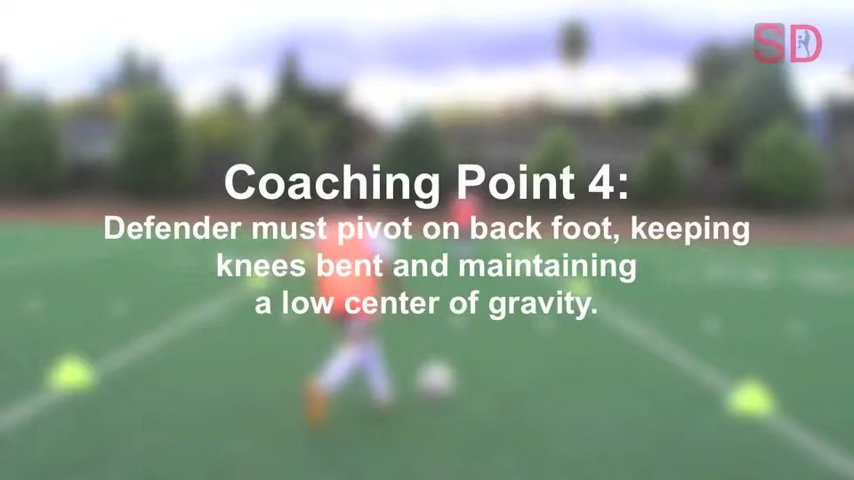 SD
Coaching Point 4:
Defender must pivot on back foot, keeping
knees bent and maintaining
a low center of gravity.